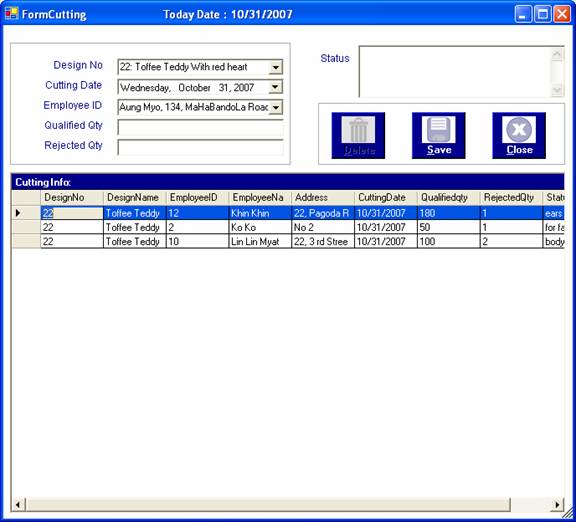 FormCutting Today Date : 10/31/2007
Design No 22: Toffee Teddy With red heart
Cutting Date Wednesday, October 31, 2007
Employee ID Aung Myo, 134, MaHaBandoLa Road
Qualified Qty
Rejected Qty
Status
Delete Save Close
Cutting Info:
DesignNo DesignName EmployeeID EmployeeNa Address CuttingDate Qualifiedqty RejectedQty Statu
22 Toffee Teddy 12 Khin Khin 22, Pagoda R 10/31/2007 180 1 ears
22 Toffee Teddy 2 Ko Ko No 2 10/31/2007 50 1 for fa
22 Toffee Teddy 10 Lin Lin Myat 22, 3 rd Stree 10/31/2007 100 2 body